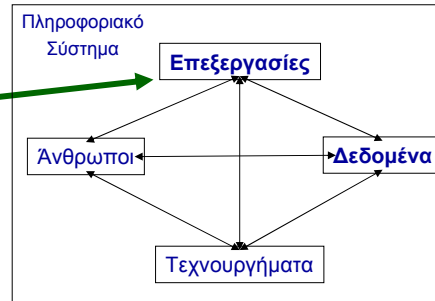 Πληροφοριακό
Σύστημα
Επεξεργασίες
Άνθρωποι
Δεδομένα
Τεχνουργήματα